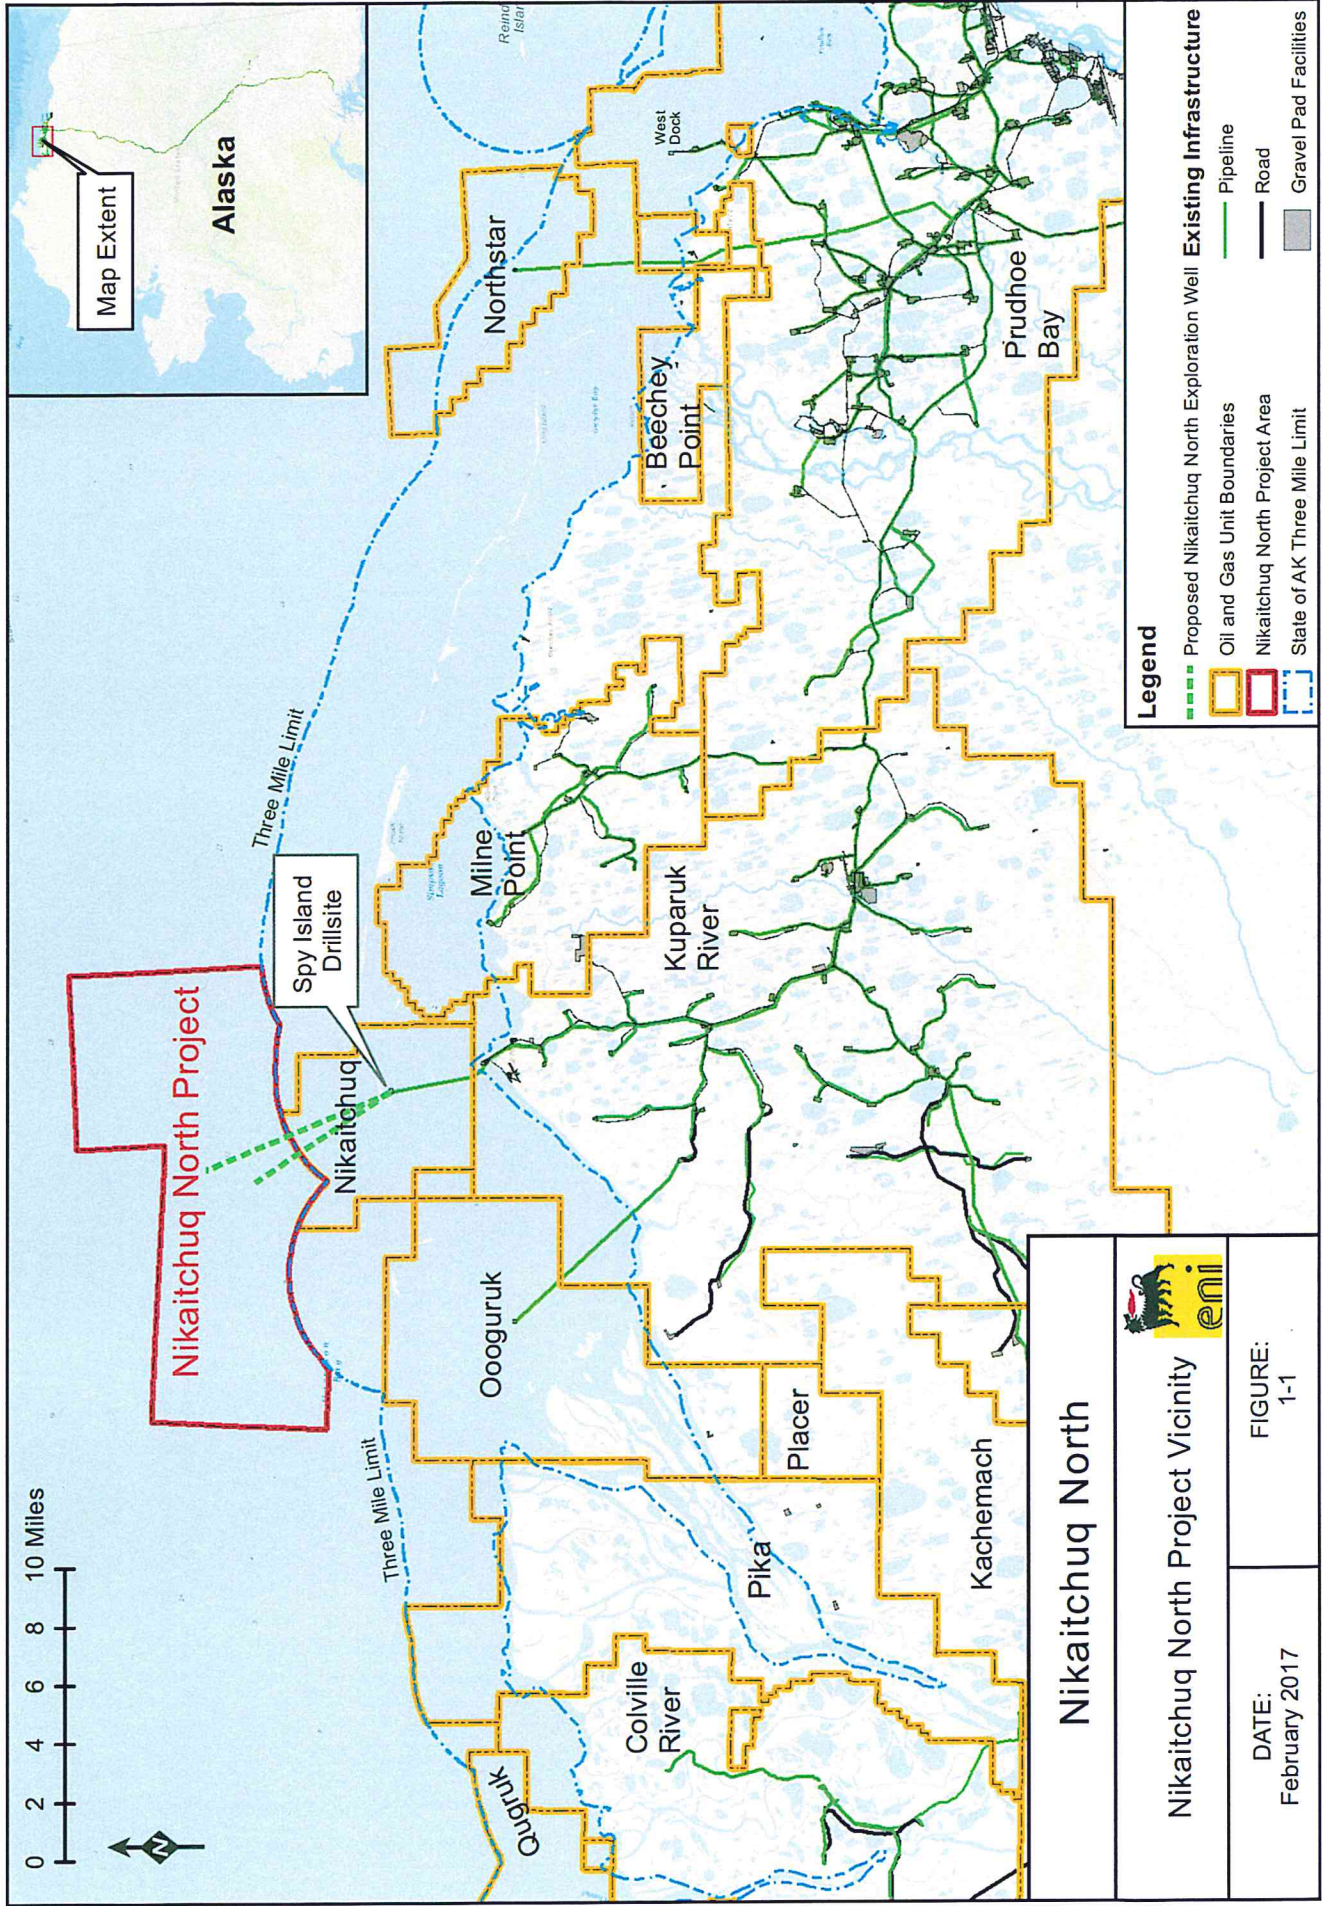 0 2 4 6 8 10 Miles
N
Three Mile Limit
Nikaitchuq North Project
Three Mile Limit
Spy Island
Drillsite
Map Extent
Alaska
Reind
Islan
West
Dock
Northstar
Beechey
Point
Prudhoe
Bay
Simpson
Lagoon
Milne
Point
Kuparuk
River
Nikaitchuq
Oooguruk
Placer
Pika
Kachemach
Colville
River
Qugruk
Legend
Proposed Nikaitchuq North Exploration Well
Oil and Gas Unit Boundaries
Nikaitchuq North Project Area
State of AK Three Mile Limit
Existing Infrastructure
Pipeline
Road
Gravel Pad Facilities
Nikaitchuq North
Nikaitchuq North Project Vicinity
eni
DATE:
February 2017
FIGURE:
1-1